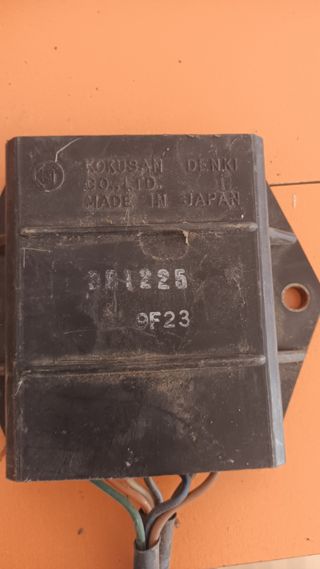 KOKUSAN DENKI
CO., LTD.
MADE IN JAPAN
9F23